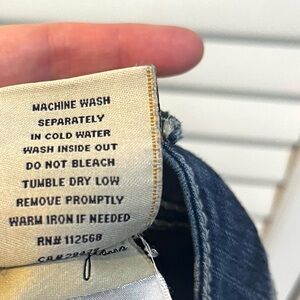 MACHINE WASH
SEPARATELY
IN COLD WATER
WASH INSIDE OUT
DO NOT BLEACH
TUMBLE DRY LOW
REMOVE PROMPTLY
WARM IRON IF NEEDED
RN# 112568